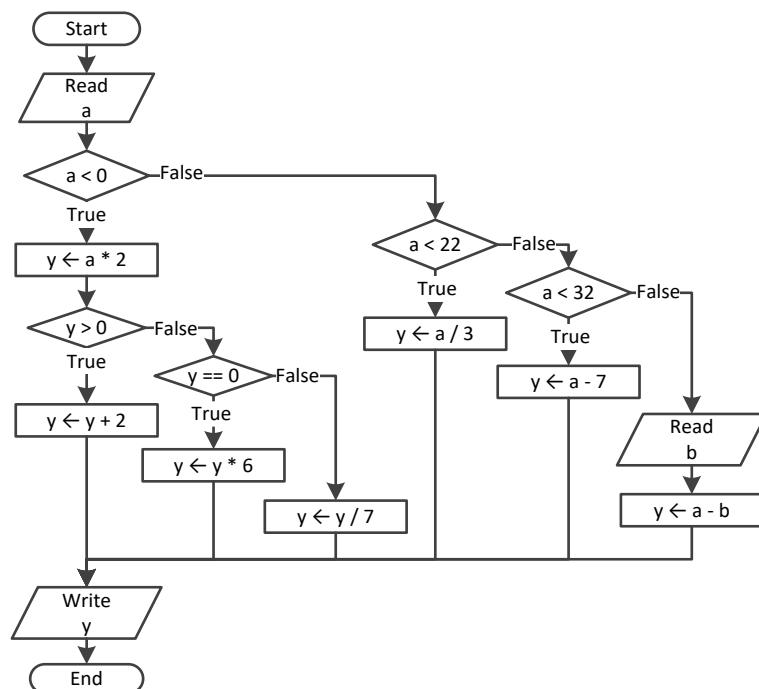 Start
Read
a
a < 0
False
True
y ← a * 2
y > 0
False
True
y ← y + 2
y == 0
False
True
y ← y * 6
y ← y / 7
a < 22
False
True
y ← a / 3
a < 32
False
True
y ← a - 7
Read
b
y ← a - b
Write
y
End